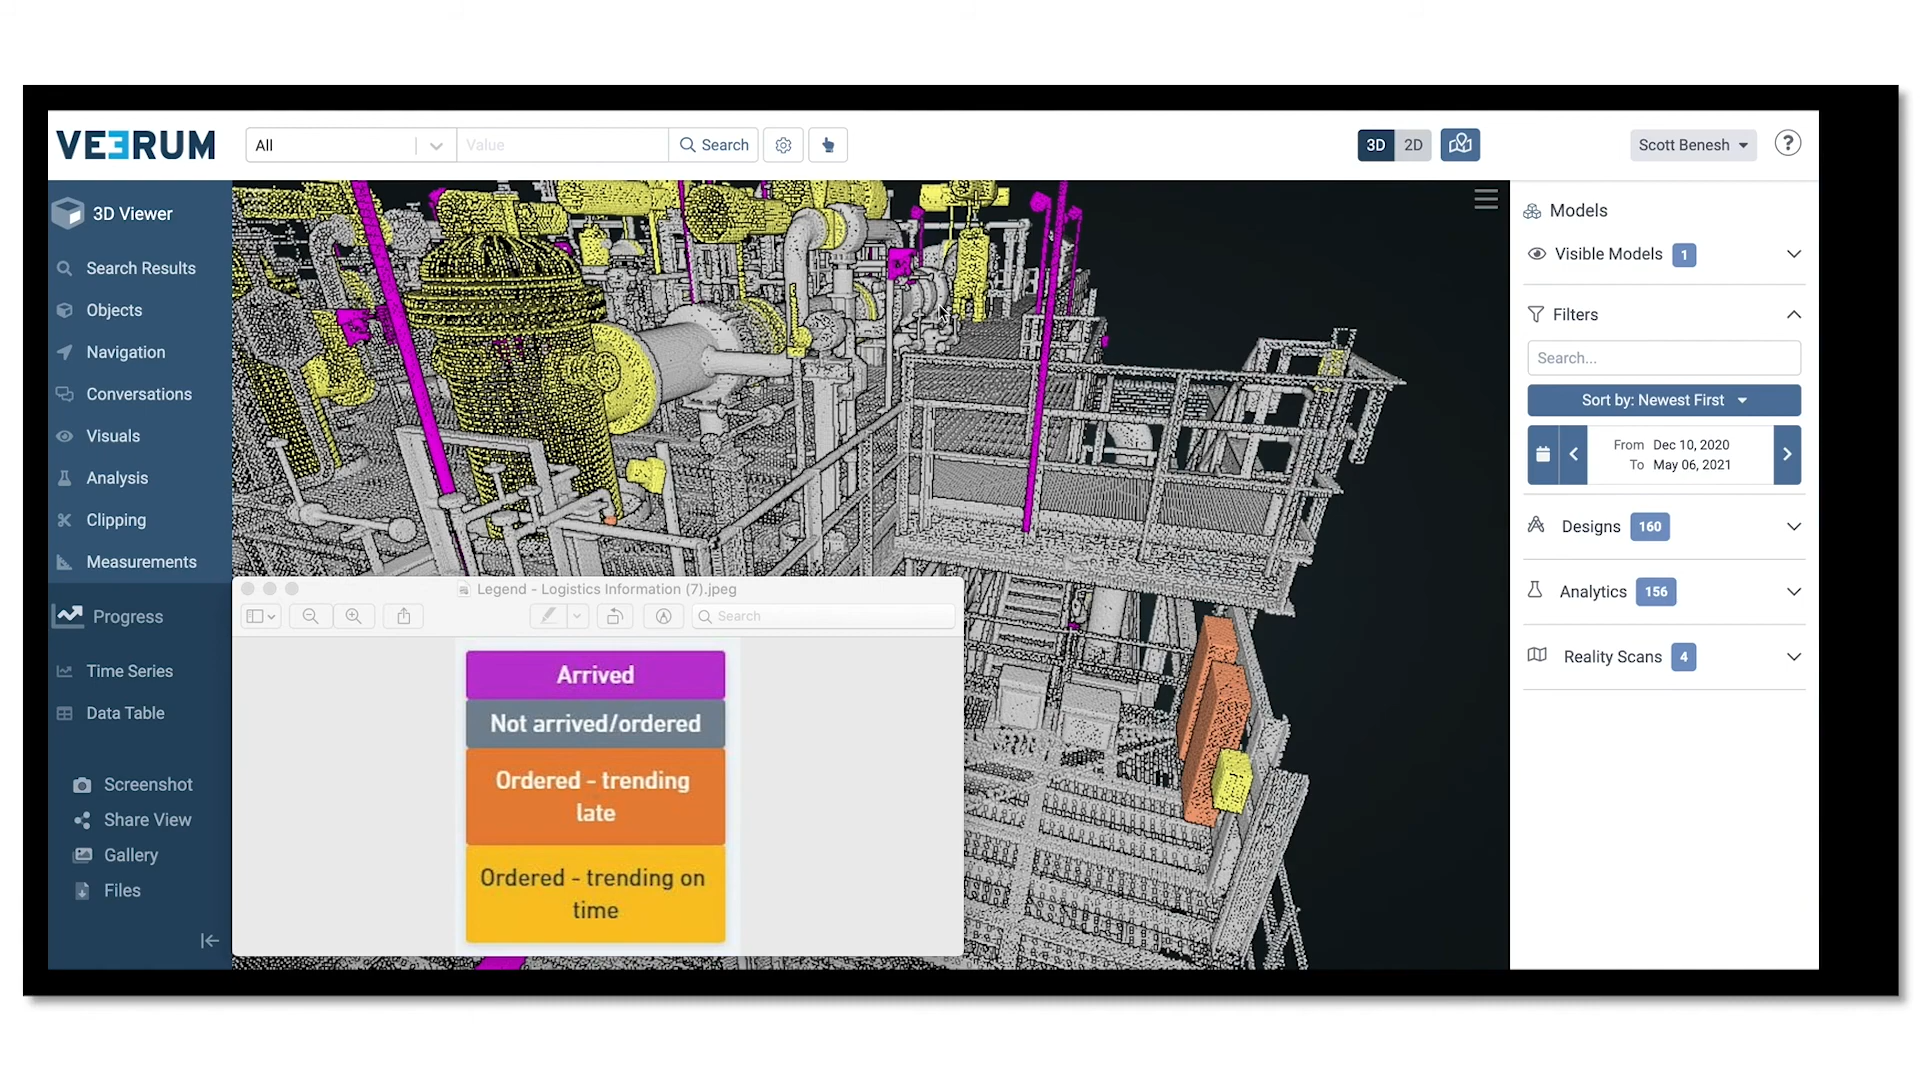 VEERUM
All
Value
Search
3D 2D
Scott Benesh
?
3D Viewer
Search Results
Objects
Navigation
Conversations
Visuals
Analysis
Clipping
Measurements
Progress
Time Series
Data Table
Screenshot
Share View
Gallery
Files
Legend - Logistics Information (7).jpeg
Search
Arrived
Not arrived/ordered
Ordered - trending
late
Ordered - trending on
time
Models
Visible Models 1
Filters
Search...
Sort by: Newest First
From Dec 10, 2020
To May 06, 2021
Designs 160
Analytics 156
Reality Scans 4